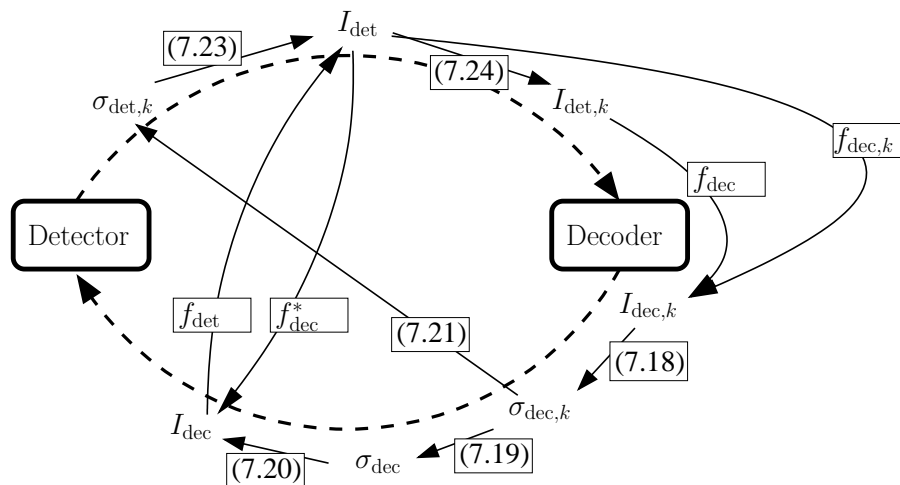 I_det
(7.23)
(7.24)
σ_det,k
I_det,k
f_dec,k
f_dec
Detector
Decoder
I_dec,k
f_det
f*_dec
(7.21)
(7.18)
σ_dec,k
I_dec
(7.19)
(7.20)
σ_dec